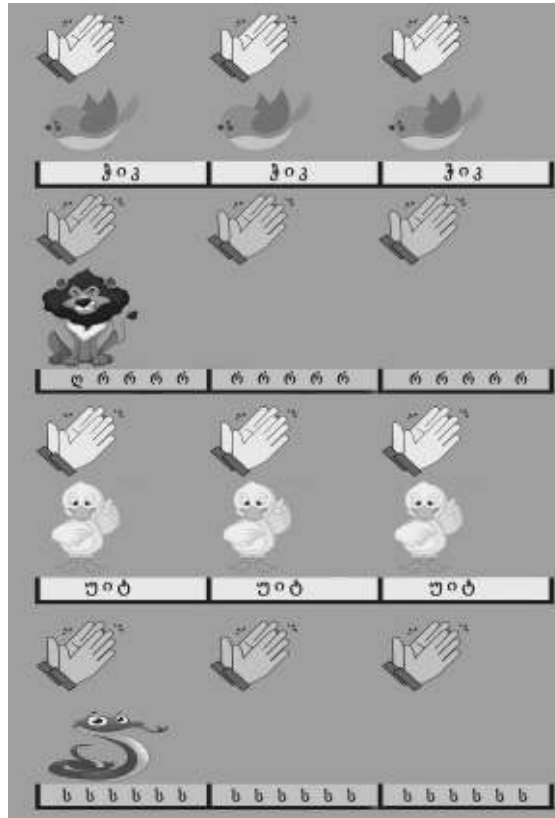 ჭიკ ჭიკ ჭიკ
ღ რ რ რ რ რ რ რ რ რ რ რ რ რ რ
უიტ უიტ უიტ
ს ს ს ს ს ს ს ს ს ს ს ს ს ს ს ს ს ს